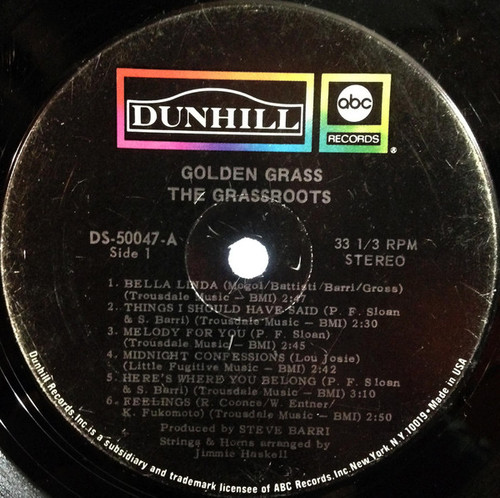 DUNHILL
abc
RECORDS
®
GOLDEN GRASS
THE GRASSROOTS
DS-50047-A
Side 1
33 1/3 RPM
STEREO
1. BELLA LINDA (Mogol/Battisti/Barri/Gross)
(Trousdale Music — BMI) 2:47
2. THINGS I SHOULD HAVE SAID (P. F. Sloan
& S. Barri) (Trousdale Music — BMI) 2:30
3. MELODY FOR YOU (P. F. Sloan)
(Trousdale Music — BMI) 2:45
4. MIDNIGHT CONFESSIONS (Lou Josie)
(Little Fugitive Music — BMI) 2:42
5. HERE'S WHERE YOU BELONG (P. F. Sloan
& S. Barri) (Trousdale Music — BMI) 3:10
6. FEELINGS (R. Coonce/W. Entner/
K. Fukomoto) (Trousdale Music — BMI) 2:50
Produced by STEVE BARRI
Strings & Horns arranged by
Jimmie Haskell
Dunhill Records, Inc. is a subsidiary and trademark licensee of ABC Records, Inc. New York, N.Y. 10019 • Made in USA